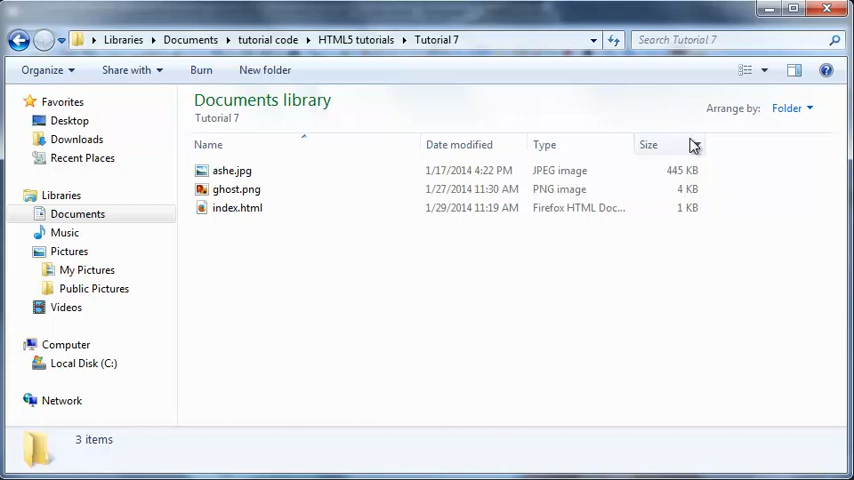 Libraries Documents tutorial code HTML5 tutorials Tutorial 7 Search Tutorial 7
Organize Share with Burn New folder
Favorites
Desktop
Downloads
Recent Places
Libraries
Documents
Music
Pictures
My Pictures
Public Pictures
Videos
Computer
Local Disk (C:)
Network
Documents library
Tutorial 7
Arrange by: Folder
Name Date modified Type Size
ashe.jpg 1/17/2014 4:22 PM JPEG image 445 KB
ghost.png 1/27/2014 11:30 AM PNG image 4 KB
index.html 1/29/2014 11:19 AM Firefox HTML Doc... 1 KB
3 items